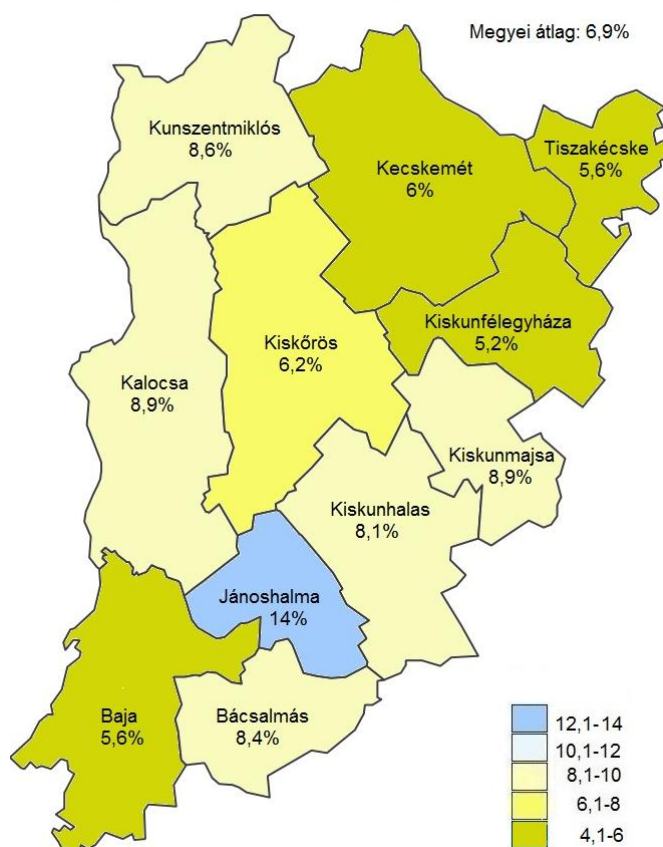 Megyei átlag: 6,9%
Kunszentmiklós
8,6%
Kecskemét
6%
Tiszakécske
5,6%
Kiskunfélegyháza
5,2%
Kiskőrös
6,2%
Kalocsa
8,9%
Kiskunmajsa
8,9%
Kiskunhalas
8,1%
Jánoshalma
14%
Baja
5,6%
Bácsalmás
8,4%
12,1-14
10,1-12
8,1-10
6,1-8
4,1-6